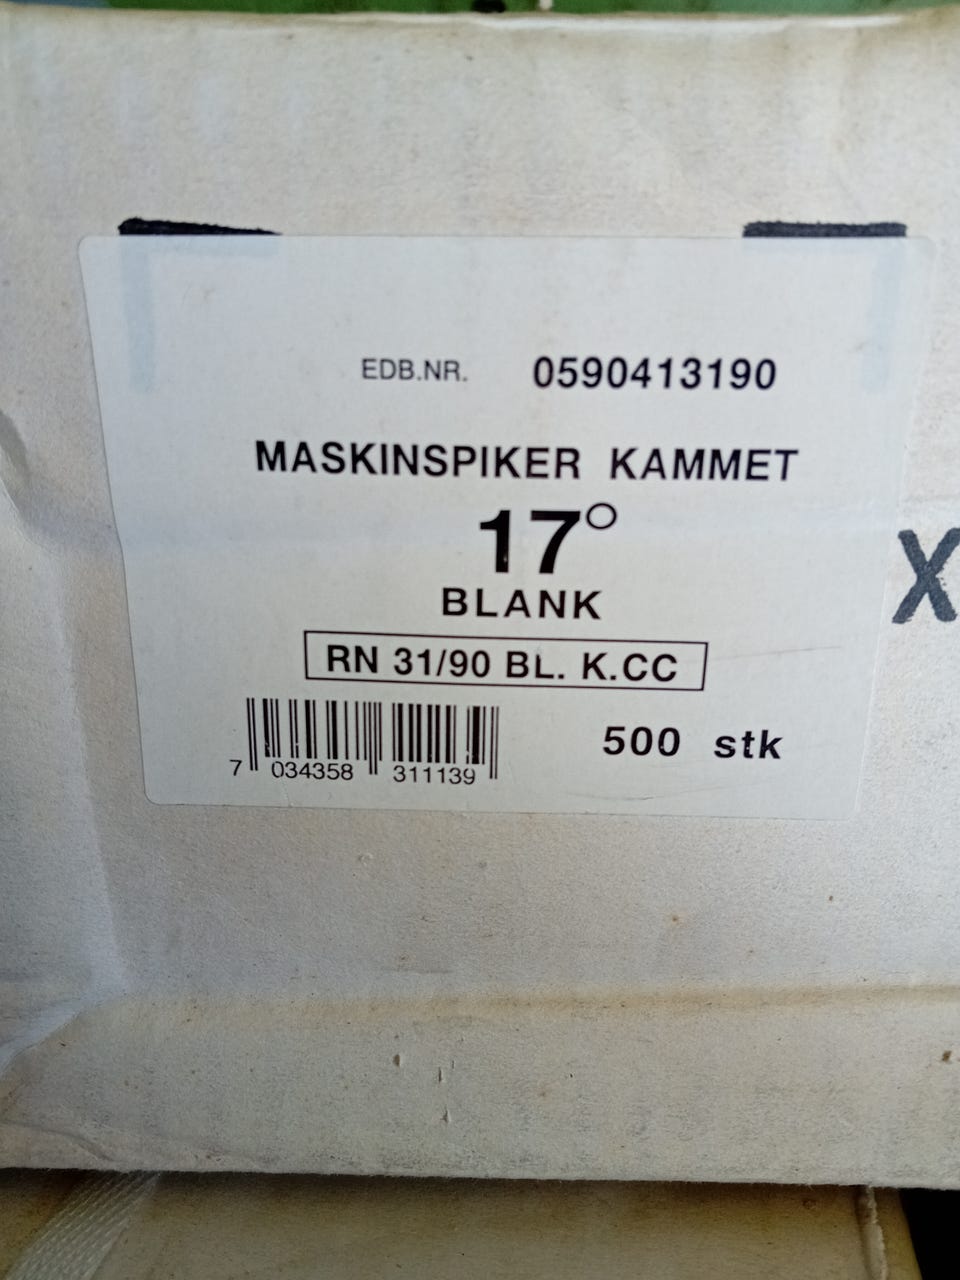 EDB.NR. 0590413190
MASKINSPIKER KAMMET
17°
BLANK
RN 31/90 BL. K.CC
500 stk
7 034358 311139
X